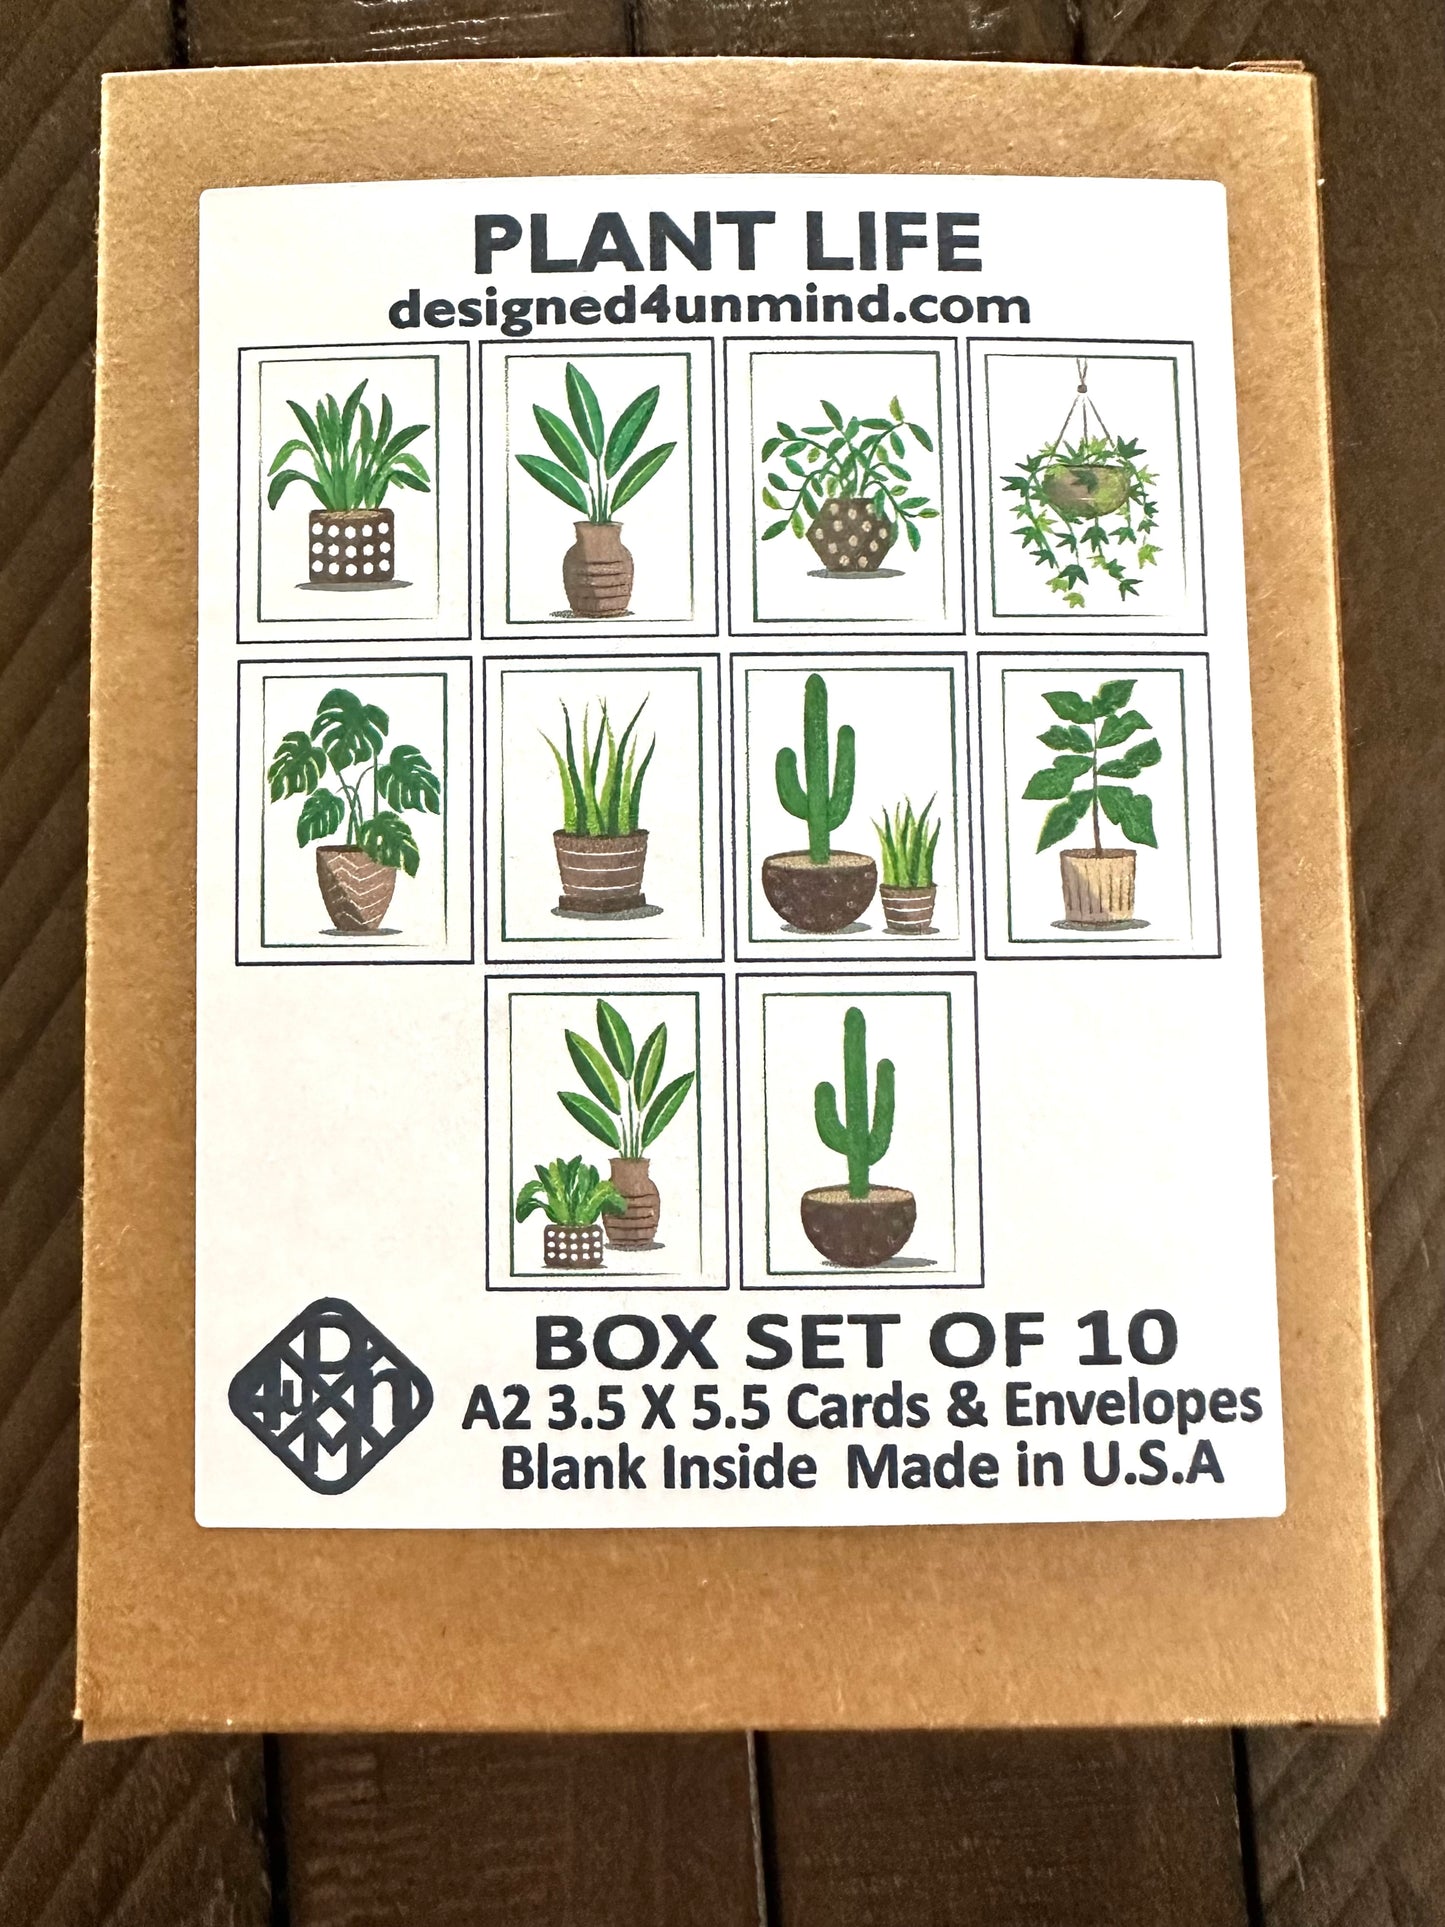 PLANT LIFE
designed4unmind.com
BOX SET OF 10
A2 3.5 X 5.5 Cards & Envelopes
Blank Inside Made in U.S.A